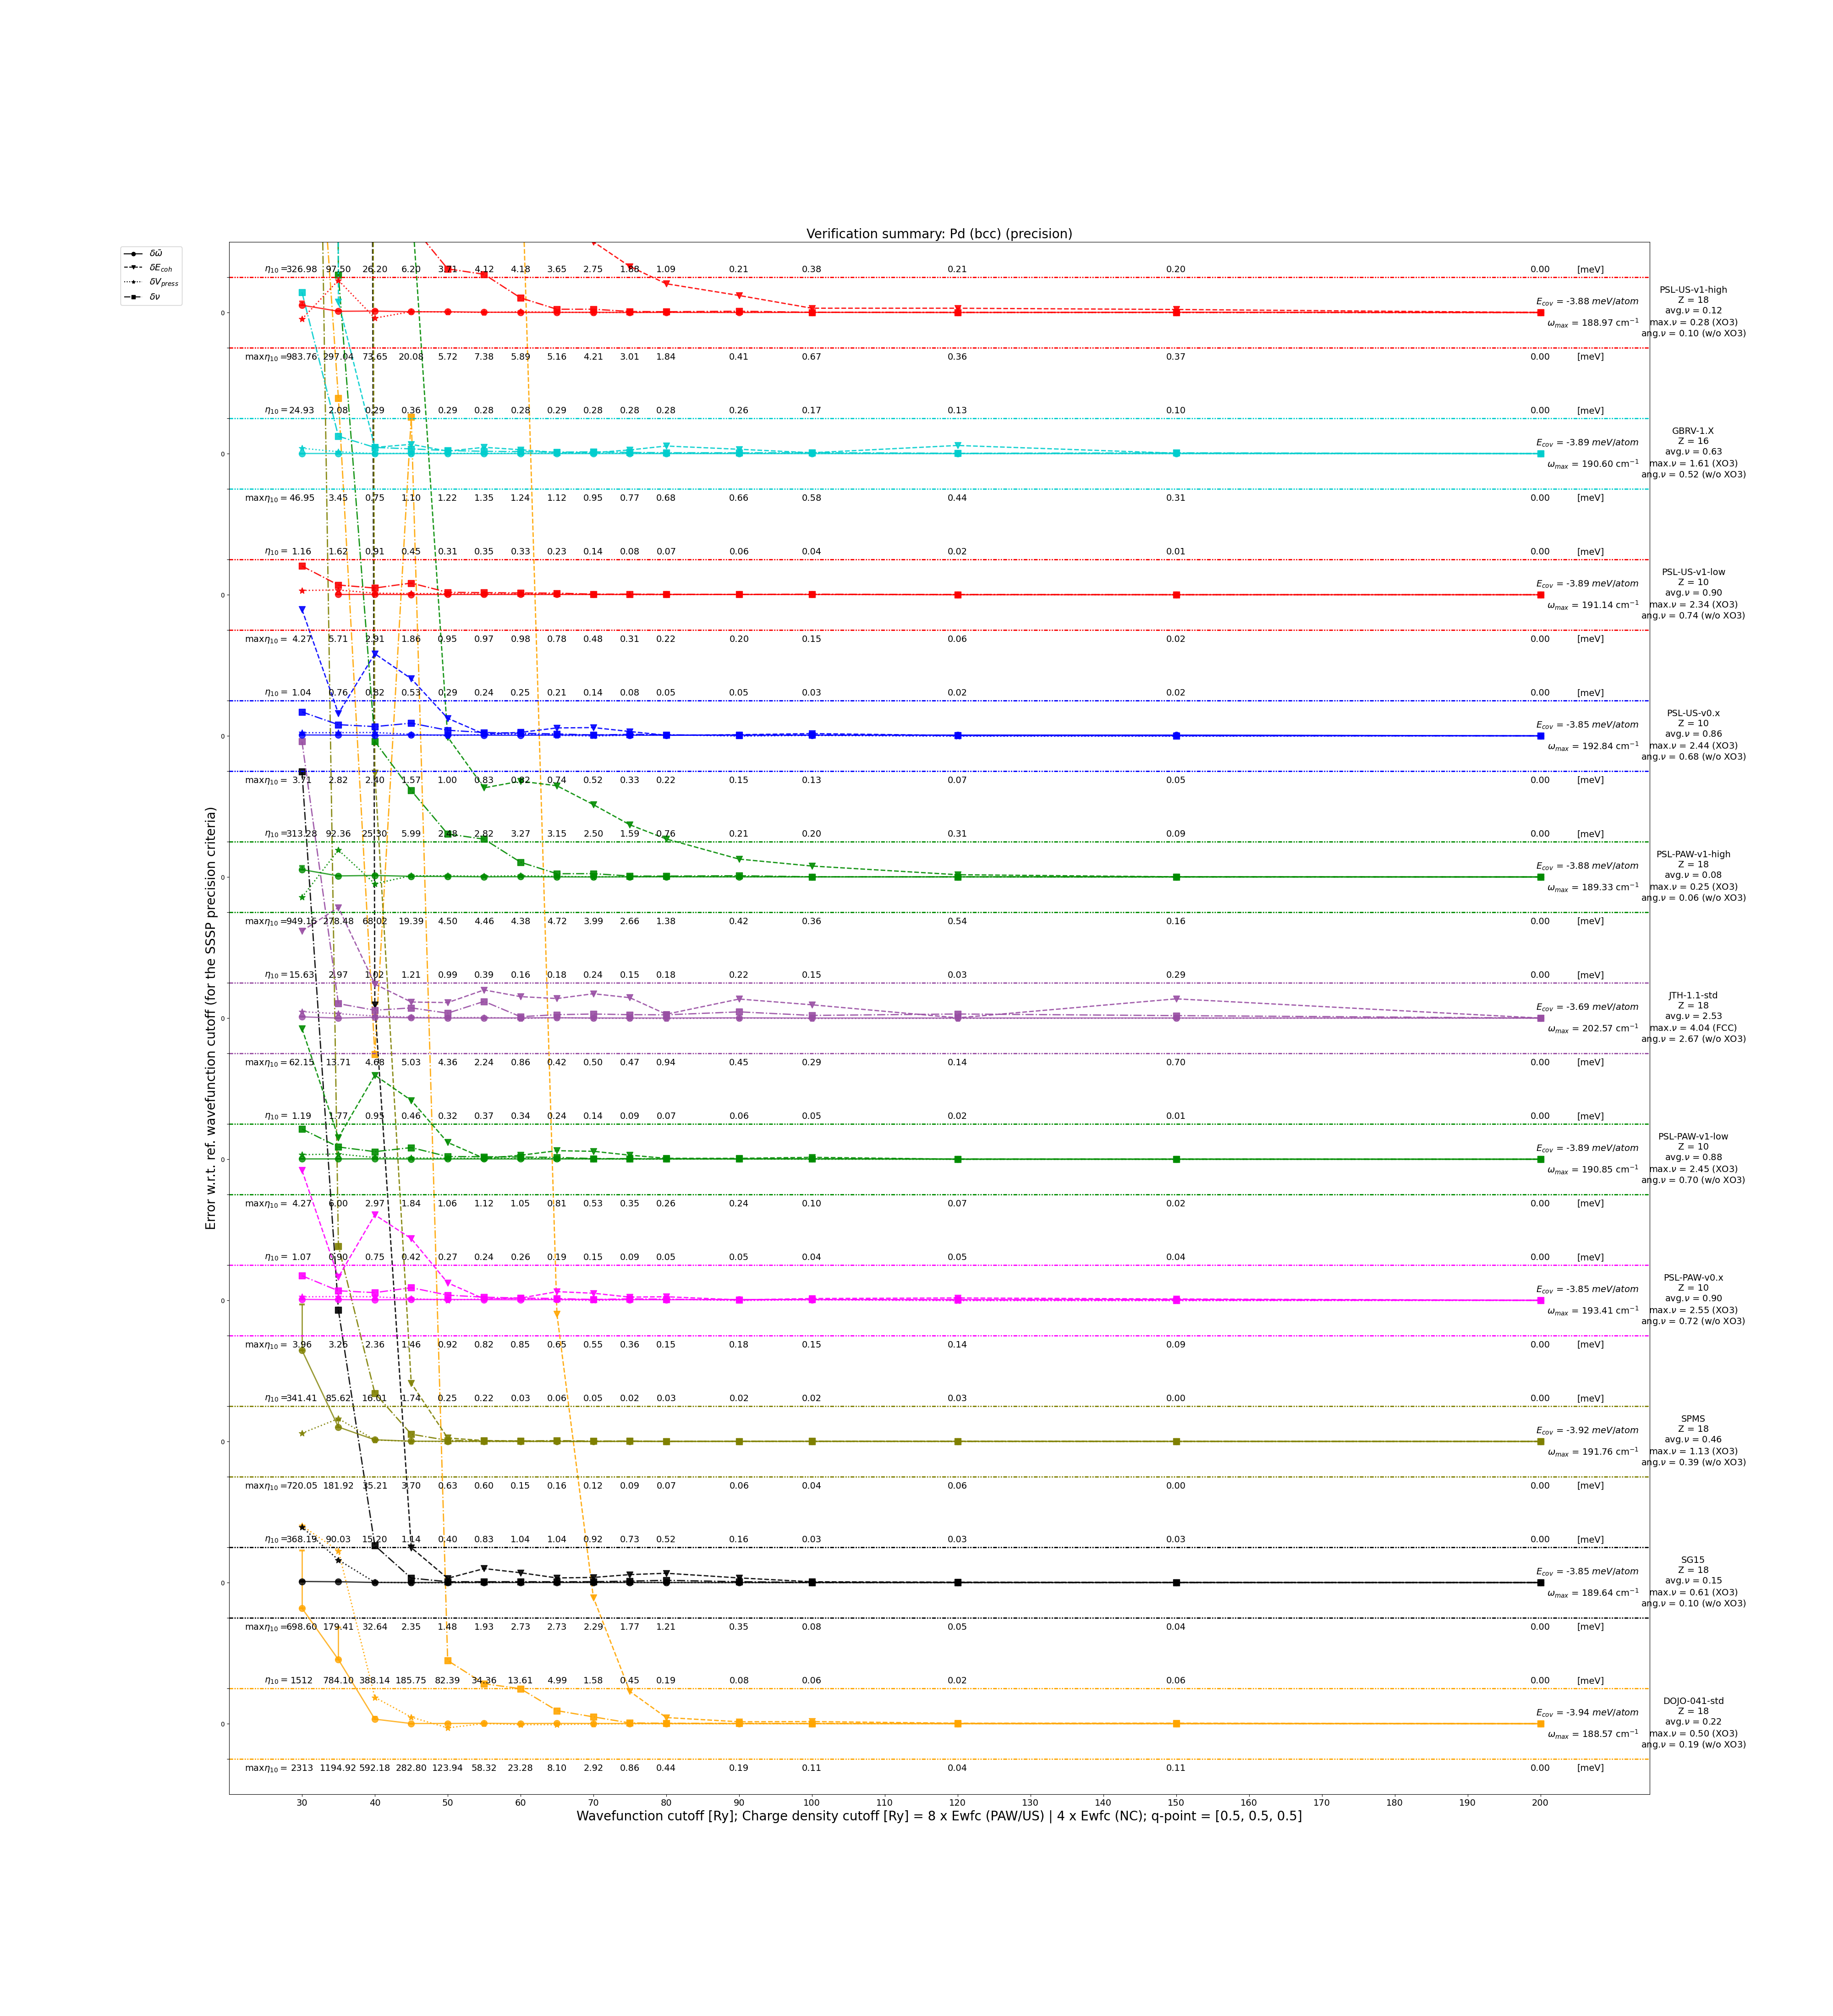 Verification summary: Pd (bcc) (precision)
δω̄
δE_coh
δV_press
δν
Error w.r.t. ref. wavefunction cutoff (for the SSSP precision criteria)
η₁₀ = 326.98 97.50 26.20 6.20 3.71 4.12 4.18 3.65 2.75 1.68 1.09 0.21 0.38 0.21 0.20 0.00 [meV]
0
E_cov = -3.88 meV/atom
ω_max = 188.97 cm⁻¹
PSL-US-v1-high
Z = 18
avg.ν = 0.12
max.ν = 0.28 (XO3)
ang.ν = 0.10 (w/o XO3)
maxη₁₀ = 983.76 297.04 73.65 20.08 5.72 7.38 5.89 5.16 4.21 3.01 1.84 0.41 0.67 0.36 0.37 0.00 [meV]
η₁₀ = 24.93 2.08 0.29 0.36 0.29 0.28 0.28 0.29 0.28 0.28 0.28 0.26 0.17 0.13 0.10 0.00 [meV]
0
E_cov = -3.89 meV/atom
ω_max = 190.60 cm⁻¹
GBRV-1.X
Z = 16
avg.ν = 0.63
max.ν = 1.61 (XO3)
ang.ν = 0.52 (w/o XO3)
maxη₁₀ = 46.95 3.45 0.75 1.10 1.22 1.35 1.24 1.12 0.95 0.77 0.68 0.66 0.58 0.44 0.31 0.00 [meV]
η₁₀ = 1.16 1.62 0.91 0.45 0.31 0.35 0.33 0.23 0.14 0.08 0.07 0.06 0.04 0.02 0.01 0.00 [meV]
0
E_cov = -3.89 meV/atom
ω_max = 191.14 cm⁻¹
PSL-US-v1-low
Z = 10
avg.ν = 0.90
max.ν = 2.34 (XO3)
ang.ν = 0.74 (w/o XO3)
maxη₁₀ = 4.27 5.71 2.91 1.86 0.95 0.97 0.98 0.78 0.48 0.31 0.22 0.20 0.15 0.06 0.02 0.00 [meV]
η₁₀ = 1.04 0.76 0.82 0.53 0.29 0.24 0.25 0.21 0.14 0.08 0.05 0.05 0.03 0.02 0.02 0.00 [meV]
0
E_cov = -3.85 meV/atom
ω_max = 192.84 cm⁻¹
PSL-US-v0.x
Z = 10
avg.ν = 0.86
max.ν = 2.44 (XO3)
ang.ν = 0.68 (w/o XO3)
maxη₁₀ = 3.71 2.82 2.40 1.57 1.00 0.83 0.82 0.74 0.52 0.33 0.22 0.15 0.13 0.07 0.05 0.00 [meV]
η₁₀ = 313.28 92.36 25.30 5.99 2.48 2.82 3.27 3.15 2.50 1.59 0.76 0.21 0.20 0.31 0.09 0.00 [meV]
0
E_cov = -3.88 meV/atom
ω_max = 189.33 cm⁻¹
PSL-PAW-v1-high
Z = 18
avg.ν = 0.08
max.ν = 0.25 (XO3)
ang.ν = 0.06 (w/o XO3)
maxη₁₀ = 949.15 278.48 68.02 19.39 4.50 4.46 4.38 4.72 3.99 2.66 1.38 0.42 0.36 0.54 0.16 0.00 [meV]
η₁₀ = 15.63 2.97 1.02 1.21 0.99 0.39 0.16 0.18 0.24 0.15 0.18 0.22 0.15 0.03 0.29 0.00 [meV]
0
E_cov = -3.69 meV/atom
ω_max = 202.57 cm⁻¹
JTH-1.1-std
Z = 18
avg.ν = 2.53
max.ν = 4.04 (FCC)
ang.ν = 2.67 (w/o XO3)
maxη₁₀ = 62.15 13.71 4.68 5.03 4.36 2.24 0.86 0.42 0.50 0.47 0.94 0.45 0.29 0.14 0.70 0.00 [meV]
η₁₀ = 1.19 1.77 0.95 0.46 0.32 0.37 0.34 0.24 0.14 0.09 0.07 0.06 0.05 0.02 0.01 0.00 [meV]
0
E_cov = -3.89 meV/atom
ω_max = 190.85 cm⁻¹
PSL-PAW-v1-low
Z = 10
avg.ν = 0.88
max.ν = 2.45 (XO3)
ang.ν = 0.70 (w/o XO3)
maxη₁₀ = 4.27 6.00 2.97 1.84 1.06 1.12 1.05 0.81 0.53 0.35 0.26 0.24 0.10 0.07 0.02 0.00 [meV]
η₁₀ = 1.07 0.90 0.75 0.42 0.27 0.24 0.26 0.19 0.15 0.09 0.05 0.05 0.04 0.05 0.04 0.00 [meV]
0
E_cov = -3.85 meV/atom
ω_max = 193.41 cm⁻¹
PSL-PAW-v0.x
Z = 10
avg.ν = 0.90
max.ν = 2.55 (XO3)
ang.ν = 0.72 (w/o XO3)
maxη₁₀ = 3.96 3.25 2.36 1.46 0.92 0.82 0.85 0.65 0.55 0.36 0.15 0.18 0.15 0.14 0.09 0.00 [meV]
η₁₀ = 341.41 85.62 16.01 1.74 0.25 0.22 0.03 0.06 0.05 0.02 0.03 0.02 0.02 0.03 0.00 0.00 [meV]
0
E_cov = -3.92 meV/atom
ω_max = 191.76 cm⁻¹
SPMS
Z = 18
avg.ν = 0.46
max.ν = 1.13 (XO3)
ang.ν = 0.39 (w/o XO3)
maxη₁₀ = 720.05 181.92 35.21 3.70 0.63 0.60 0.15 0.16 0.12 0.09 0.07 0.06 0.04 0.06 0.00 0.00 [meV]
η₁₀ = 368.19 90.03 15.20 1.14 0.40 0.83 1.04 1.04 0.92 0.73 0.52 0.16 0.03 0.03 0.03 0.00 [meV]
0
E_cov = -3.85 meV/atom
ω_max = 189.64 cm⁻¹
SG15
Z = 18
avg.ν = 0.15
max.ν = 0.61 (XO3)
ang.ν = 0.10 (w/o XO3)
maxη₁₀ = 698.60 179.41 32.64 2.35 1.48 1.93 2.73 2.73 2.29 1.77 1.21 0.35 0.08 0.05 0.04 0.00 [meV]
η₁₀ = 1512 784.10 388.14 185.75 82.39 34.36 13.61 4.99 1.58 0.45 0.19 0.08 0.06 0.02 0.06 0.00 [meV]
0
E_cov = -3.94 meV/atom
ω_max = 188.57 cm⁻¹
DOJO-041-std
Z = 18
avg.ν = 0.22
max.ν = 0.50 (XO3)
ang.ν = 0.19 (w/o XO3)
maxη₁₀ = 2313 1194.92 592.18 282.80 123.94 58.32 23.28 8.10 2.92 0.86 0.44 0.19 0.11 0.04 0.11 0.00 [meV]
30 40 50 60 70 80 90 100 110 120 130 140 150 160 170 180 190 200
Wavefunction cutoff [Ry]; Charge density cutoff [Ry] = 8 x Ewfc (PAW/US) | 4 x Ewfc (NC); q-point = [0.5, 0.5, 0.5]